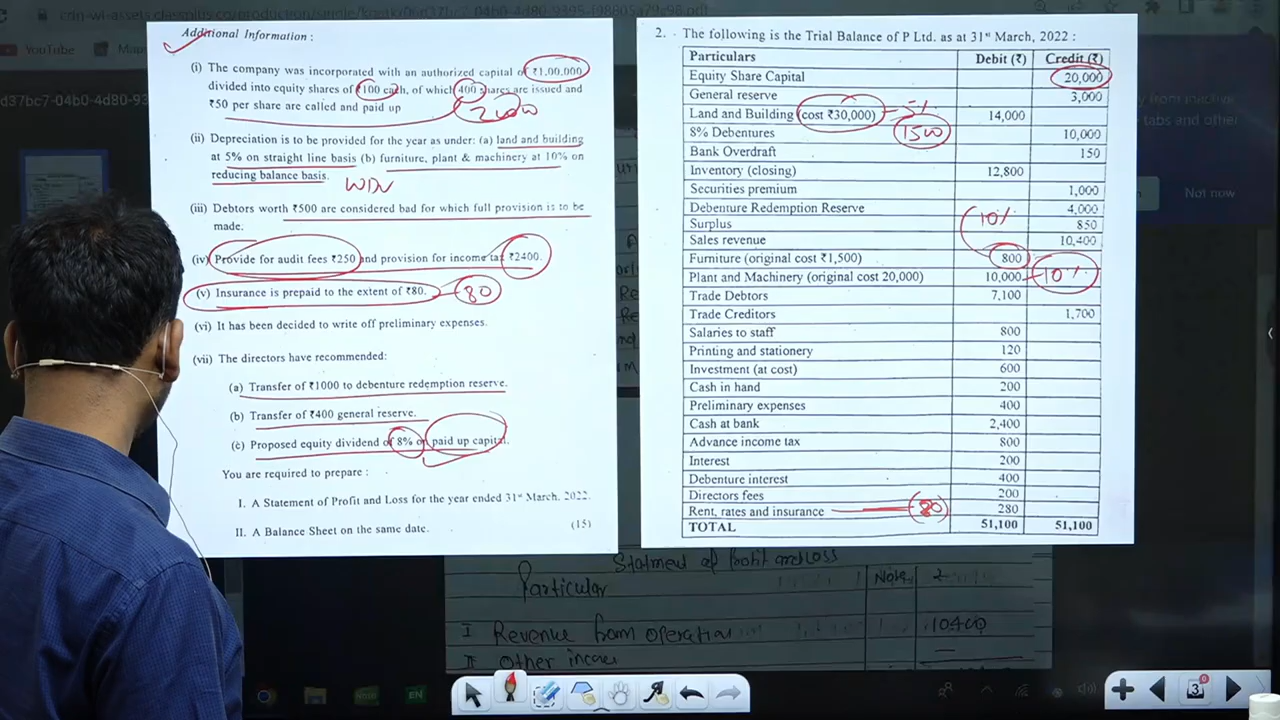 YouTube
Not now
Additional Information :
(i) The company was incorporated with an authorized capital of ₹1,00,000
divided into equity shares of ₹100 each, of which 400 shares are issued and
₹50 per share are called and paid up
(ii) Depreciation is to be provided for the year as under: (a) land and building
at 5% on straight line basis (b) furniture, plant & machinery at 10% on
reducing balance basis.
WDV
(iii) Debtors worth ₹500 are considered bad for which full provision is to be
made.
(iv) Provide for audit fees ₹250 and provision for income tax ₹2400.
(v) Insurance is prepaid to the extent of ₹80. 80
(vi) It has been decided to write off preliminary expenses.
(vii) The directors have recommended:
(a) Transfer of ₹1000 to debenture redemption reserve.
(b) Transfer of ₹400 general reserve.
(c) Proposed equity dividend of 8% on paid up capital.
You are required to prepare :
I. A Statement of Profit and Loss for the year ended 31st March, 2022.
II. A Balance Sheet on the same date. (15)
2. The following is the Trial Balance of P Ltd. as at 31st March, 2022 :
Particulars Debit (₹) Credit (₹)
Equity Share Capital 20,000
General reserve 3,000
Land and Building (cost ₹30,000) 5% 14,000
1500
8% Debentures 10,000
Bank Overdraft 150
Inventory (closing) 12,800
Securities premium 1,000
Debenture Redemption Reserve 4,000
10%
Surplus 850
Sales revenue 10,400
Furniture (original cost ₹1,500) 800
Plant and Machinery (original cost 20,000) 10,000 10%
Trade Debtors 7,100
Trade Creditors 1,700
Salaries to staff 800
Printing and stationery 120
Investment (at cost) 600
Cash in hand 200
Preliminary expenses 400
Cash at bank 2,400
Advance income tax 800
Interest 200
Debenture interest 400
Directors fees 200
Rent, rates and insurance 80 280
TOTAL 51,100 51,100
Statment of Profit and Loss
Particular Note
I Revenue from operation 10400
II Other income
EN
3